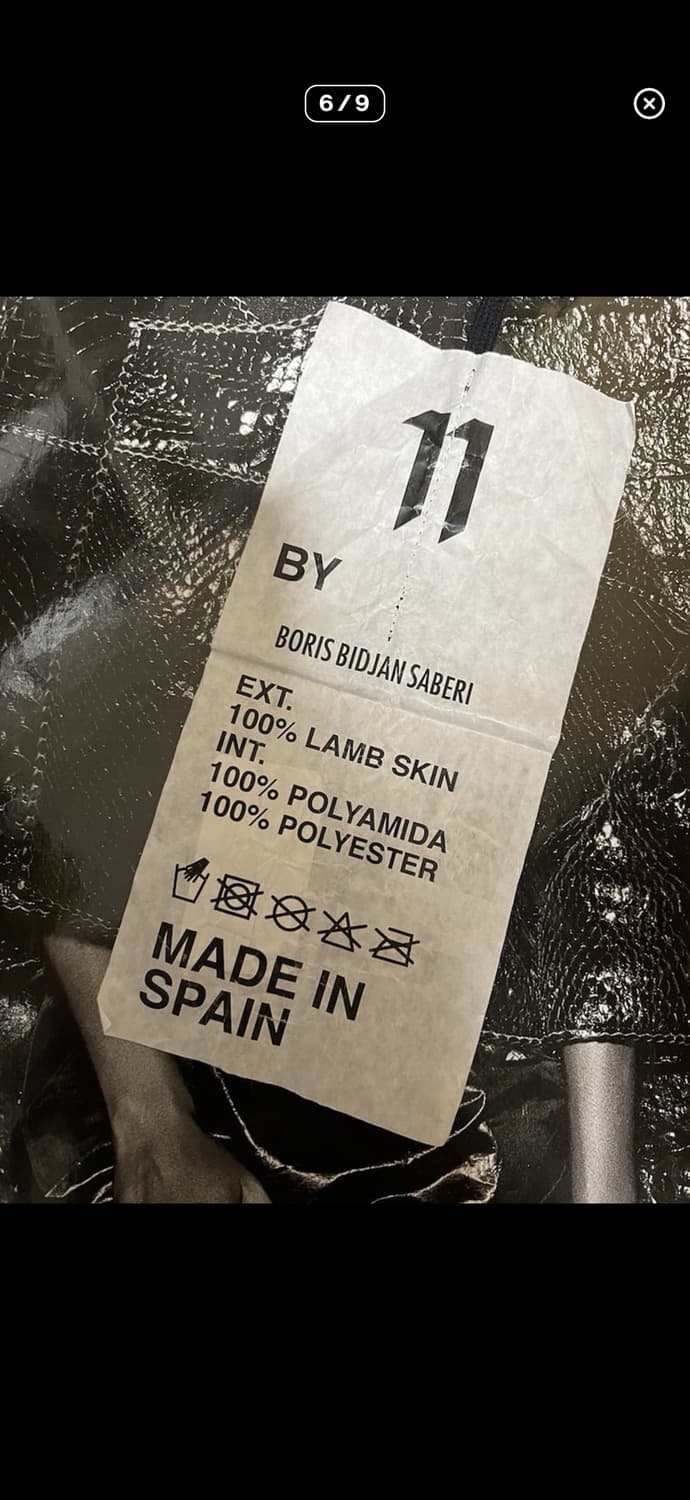 6/9
11
BY
BORIS BIDJAN SABERI
EXT.
100% LAMB SKIN
INT.
100% POLYAMIDA
100% POLYESTER
MADE IN
SPAIN